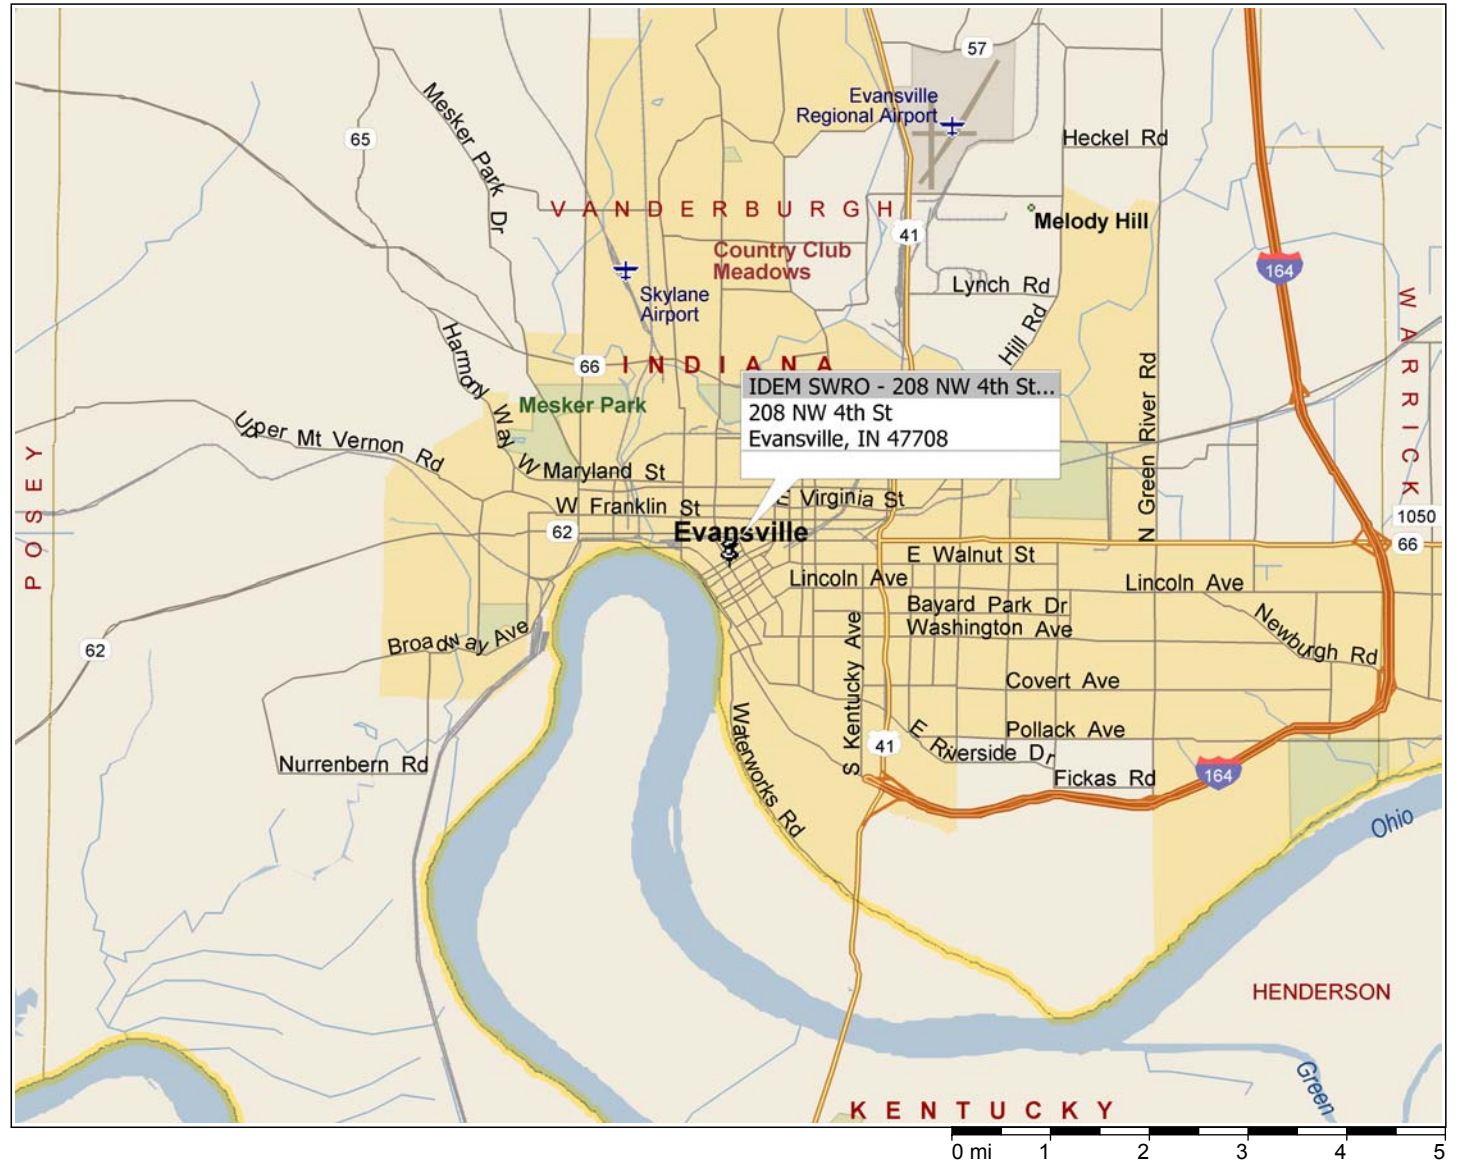 57
Mesker Park Dr
Evansville
Regional Airport
65
Heckel Rd
VANDERBURGH
Melody Hill
41
Country Club
Meadows
164
Lynch Rd
Skylane
Airport
WARRICK
Hill Rd
Harmony Way
66
INDIANA
N Green River Rd
IDEM SWRO - 208 NW 4th St...
208 NW 4th St
Evansville, IN 47708
Mesker Park
Upper Mt Vernon Rd
POSEY
W Maryland St
W Franklin St
E Virginia St
62
Evansville
1050
66
E Walnut St
Lincoln Ave
Lincoln Ave
Bayard Park Dr
Washington Ave
Newburgh Rd
Broadway Ave
62
S Kentucky Ave
Covert Ave
Waterworks Rd
Pollack Ave
41
E Riverside Dr
Nurrenbern Rd
Fickas Rd
164
Ohio
HENDERSON
Green
KENTUCKY
0 mi 1 2 3 4 5